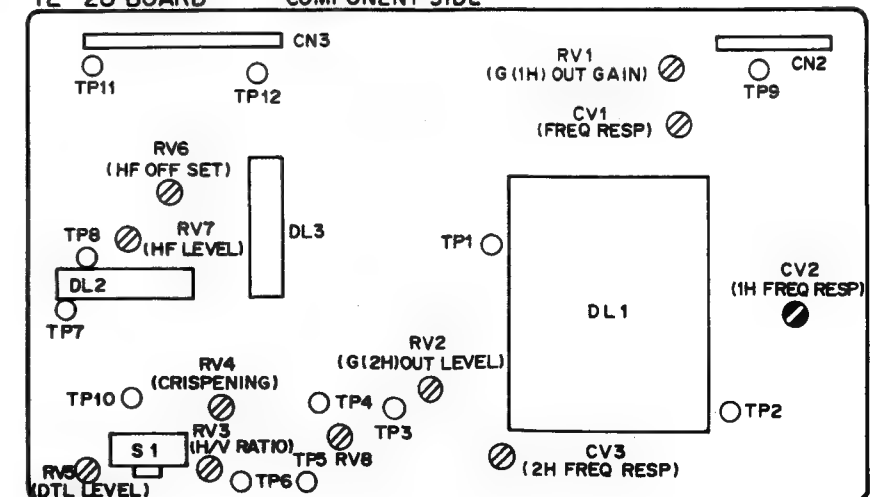 COMPONENT SIDE
CN3
TP11
TP12
RV1
(G(1H) OUT GAIN)
CN2
TP9
CV1
(FREQ RESP)
RV6
(HF OFF SET)
RV7
(HF LEVEL)
TP8
DL3
DL2
TP7
TP1
DL1
CV2
(1H FREQ RESP)
RV2
(G(2H)OUT LEVEL)
RV4
(CRISPENING)
TP10
TP4
TP3
TP2
S1
RV3
(H/V RATIO)
TP5 RV8
CV3
(2H FREQ RESP)
RV5
(DTL LEVEL)
TP6